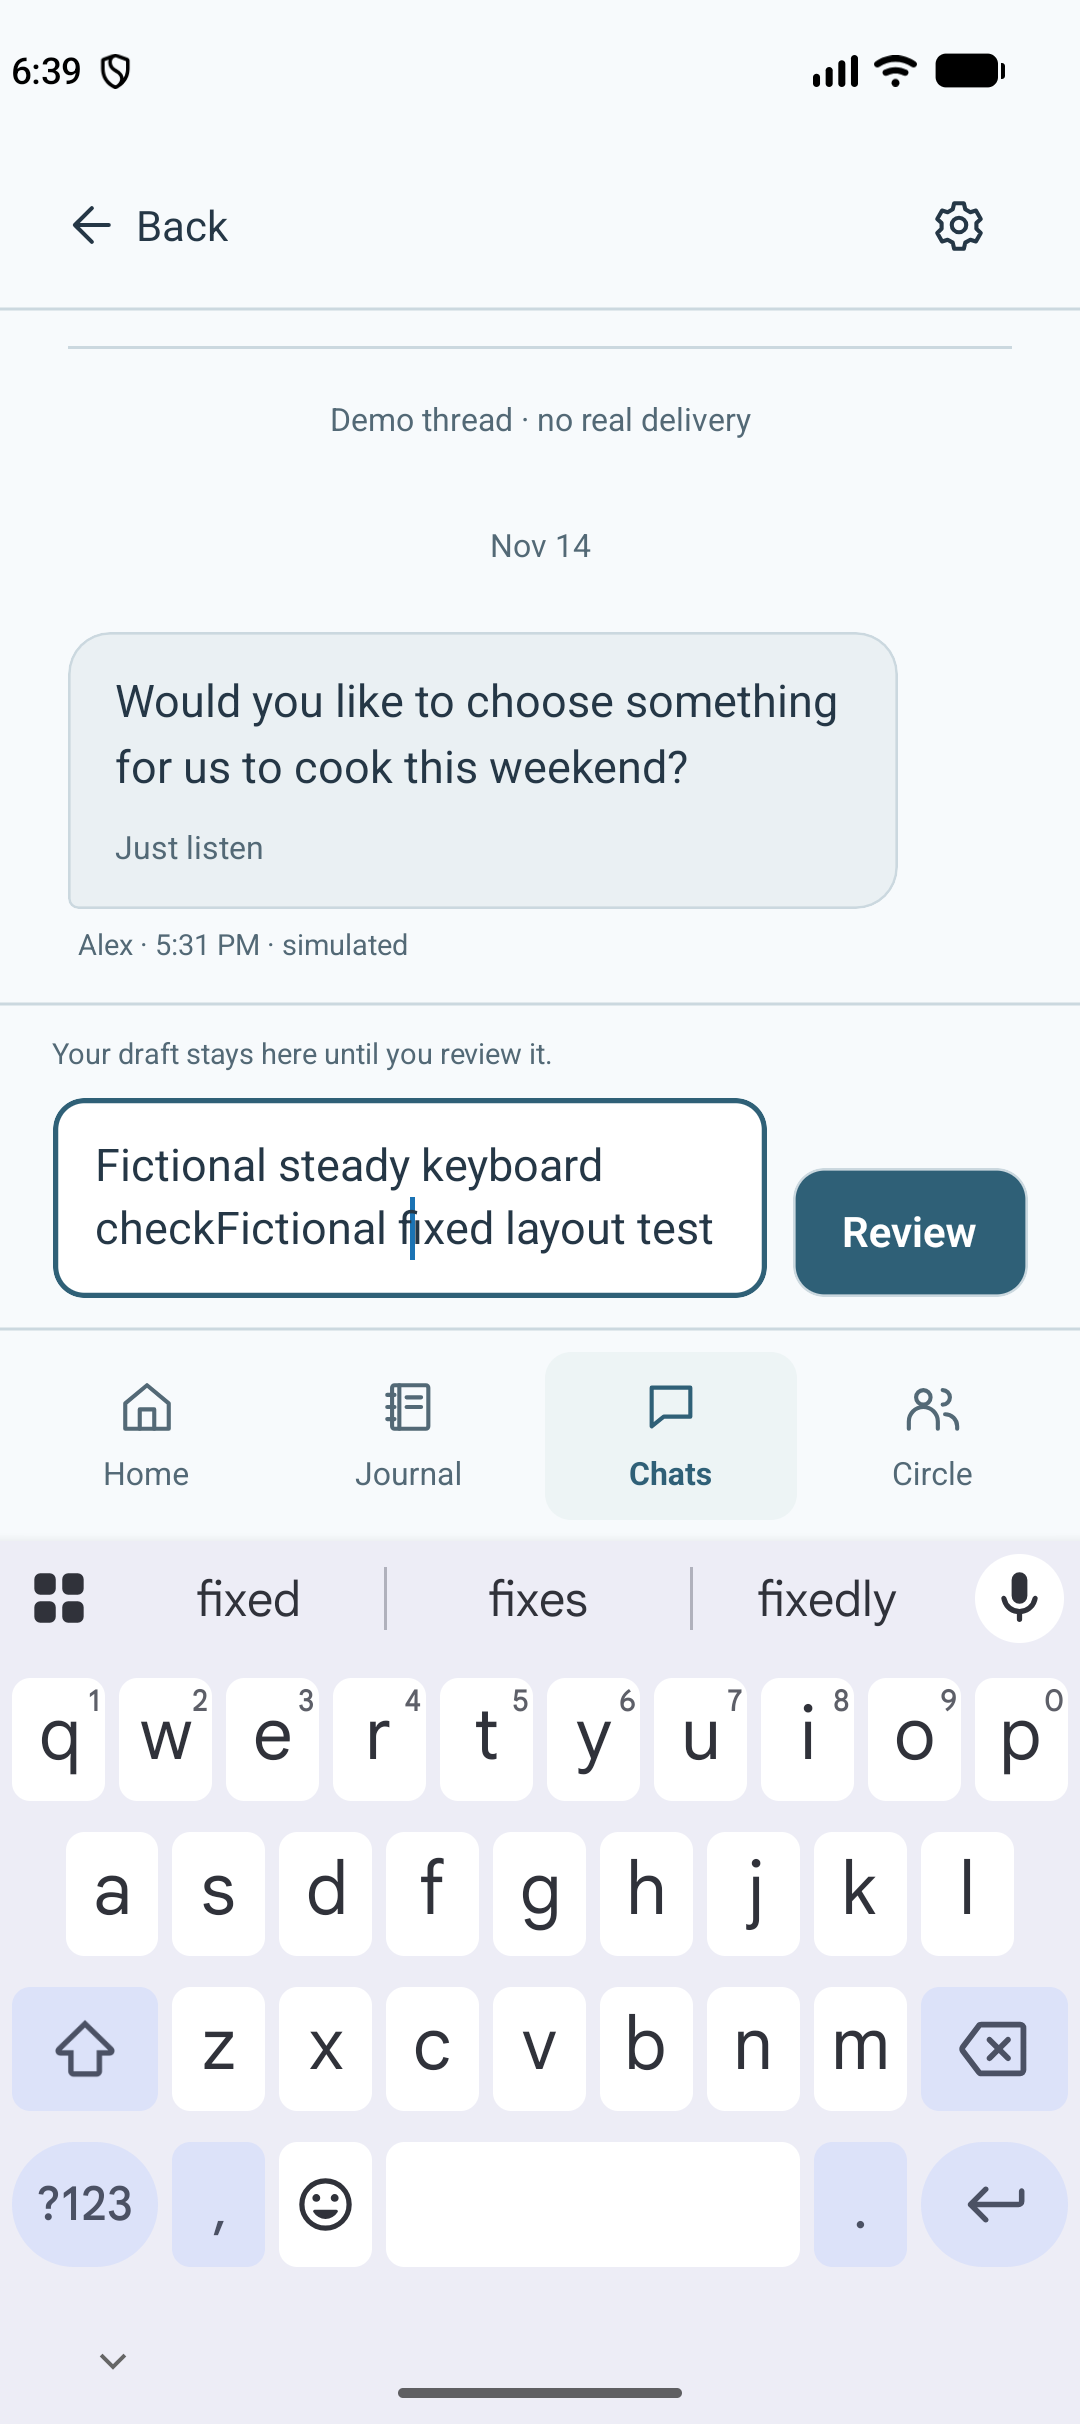 6:39
Back
Demo thread · no real delivery
Nov 14
Would you like to choose something
for us to cook this weekend?
Just listen
Alex · 5:31 PM · simulated
Your draft stays here until you review it.
Fictional steady keyboard
checkFictional fixed layout test
Review
Home Journal Chats Circle
fixed fixes fixedly
q1 w2 e3 r4 t5 y6 u7 i8 o9 p0
a s d f g h j k l
z x c v b n m
?123 , .